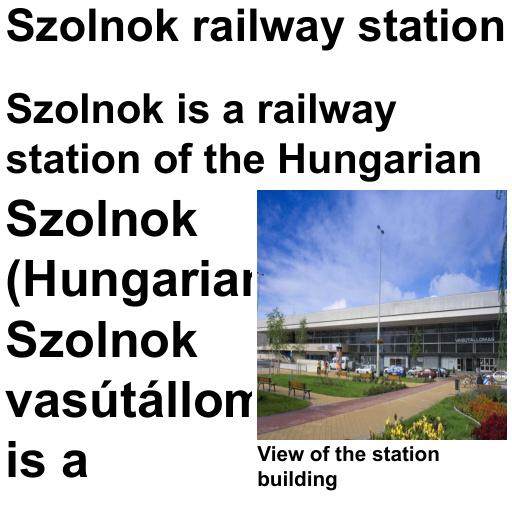 Szolnok railway station
Szolnok is a railway
station of the Hungarian
Szolnok
(Hungarian
Szolnok
vasútállom
is a
VASÚTÁLLOMÁS
View of the station
building